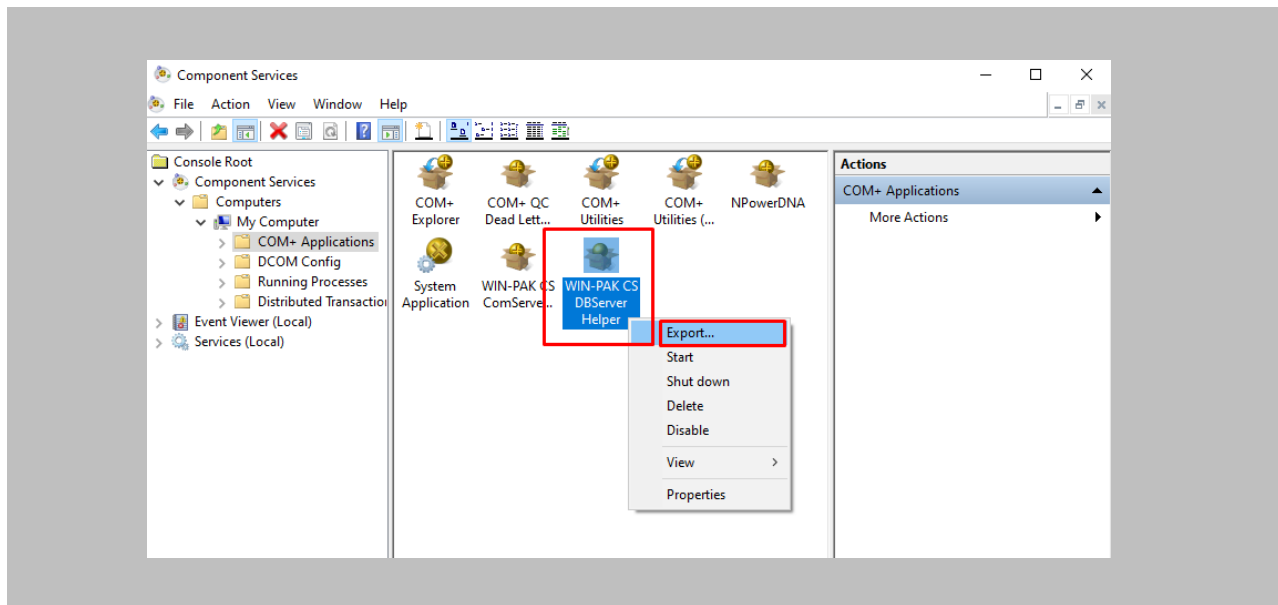 Component Services
File Action View Window Help
Console Root
Component Services
Computers
My Computer
COM+ Applications
DCOM Config
Running Processes
Distributed Transaction
Event Viewer (Local)
Services (Local)
COM+
Explorer
COM+ QC
Dead Lett...
COM+
Utilities
COM+
Utilities (...
NPowerDNA
System
Application
WIN-PAK CS
ComServe...
WIN-PAK CS
DBServer
Helper
Export...
Start
Shut down
Delete
Disable
View
Properties
Actions
COM+ Applications
More Actions